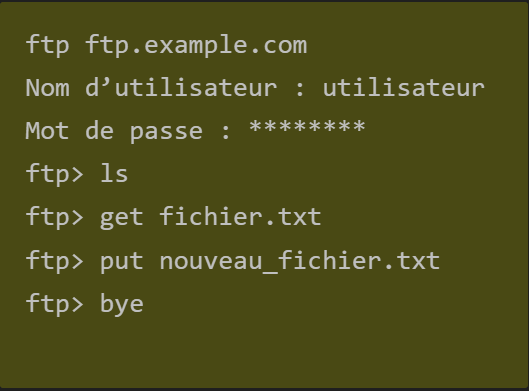 ftp ftp.example.com
Nom d’utilisateur : utilisateur
Mot de passe : ********
ftp> ls
ftp> get fichier.txt
ftp> put nouveau_fichier.txt
ftp> bye